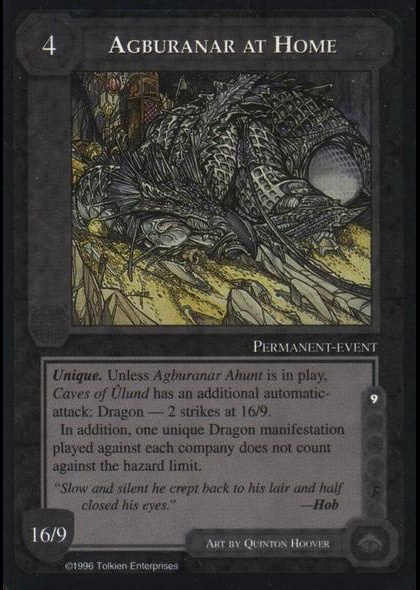 4
AGBURANAR AT HOME
PERMANENT-EVENT
Unique. Unless Agburanar Ahunt is in play,
Caves of Ûlund has an additional automatic-
attack: Dragon — 2 strikes at 16/9.
In addition, one unique Dragon manifestation
played against each company does not count
against the hazard limit.
“Slow and silent he crept back to his lair and half
closed his eyes.” —Hob
9
F
16/9
ART BY QUINTON HOOVER
©1996 Tolkien Enterprises